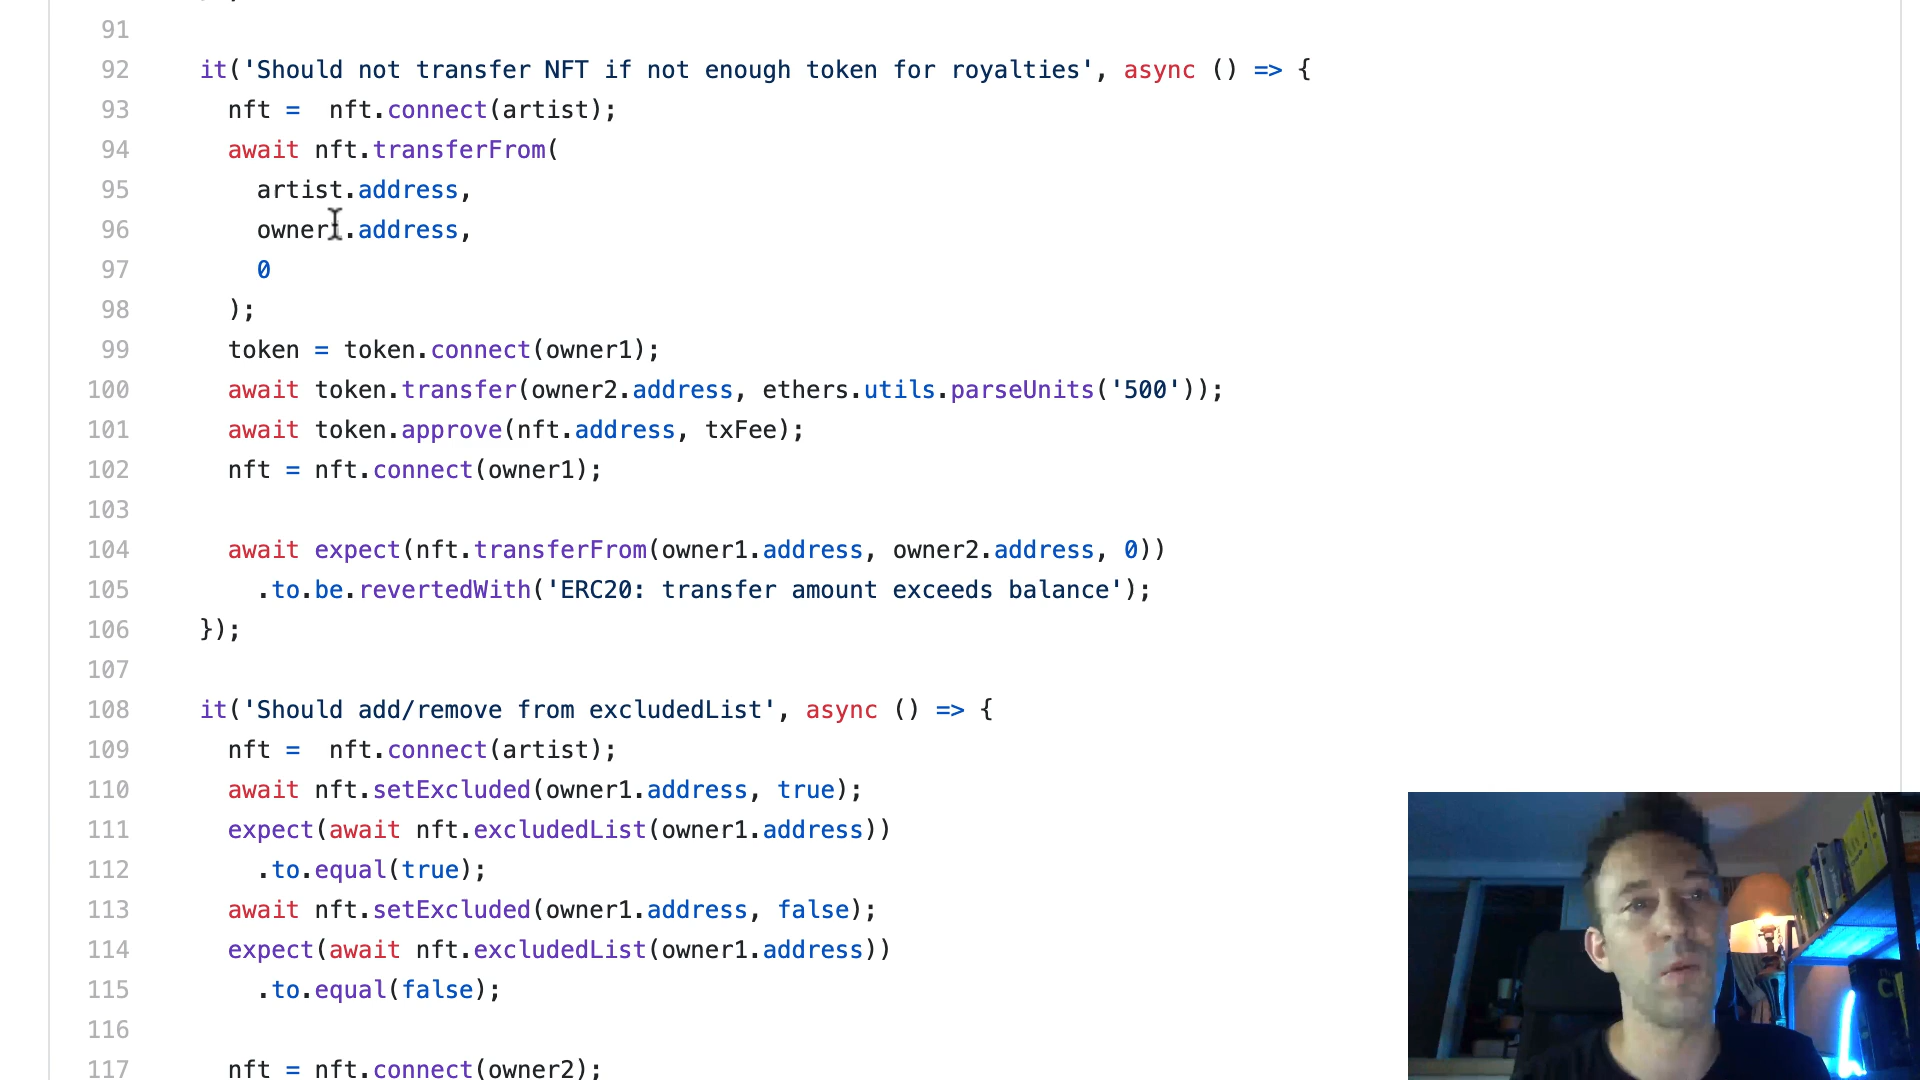 91
92 it('Should not transfer NFT if not enough token for royalties', async () => {
93 nft =  nft.connect(artist);
94 await nft.transferFrom(
95 artist.address,
96 owner1.address,
97 0
98 );
99 token = token.connect(owner1);
100 await token.transfer(owner2.address, ethers.utils.parseUnits('500'));
101 await token.approve(nft.address, txFee);
102 nft = nft.connect(owner1);
103
104 await expect(nft.transferFrom(owner1.address, owner2.address, 0))
105 .to.be.revertedWith('ERC20: transfer amount exceeds balance');
106 });
107
108 it('Should add/remove from excludedList', async () => {
109 nft =  nft.connect(artist);
110 await nft.setExcluded(owner1.address, true);
111 expect(await nft.excludedList(owner1.address))
112 .to.equal(true);
113 await nft.setExcluded(owner1.address, false);
114 expect(await nft.excludedList(owner1.address))
115 .to.equal(false);
116
117 nft = nft.connect(owner2);